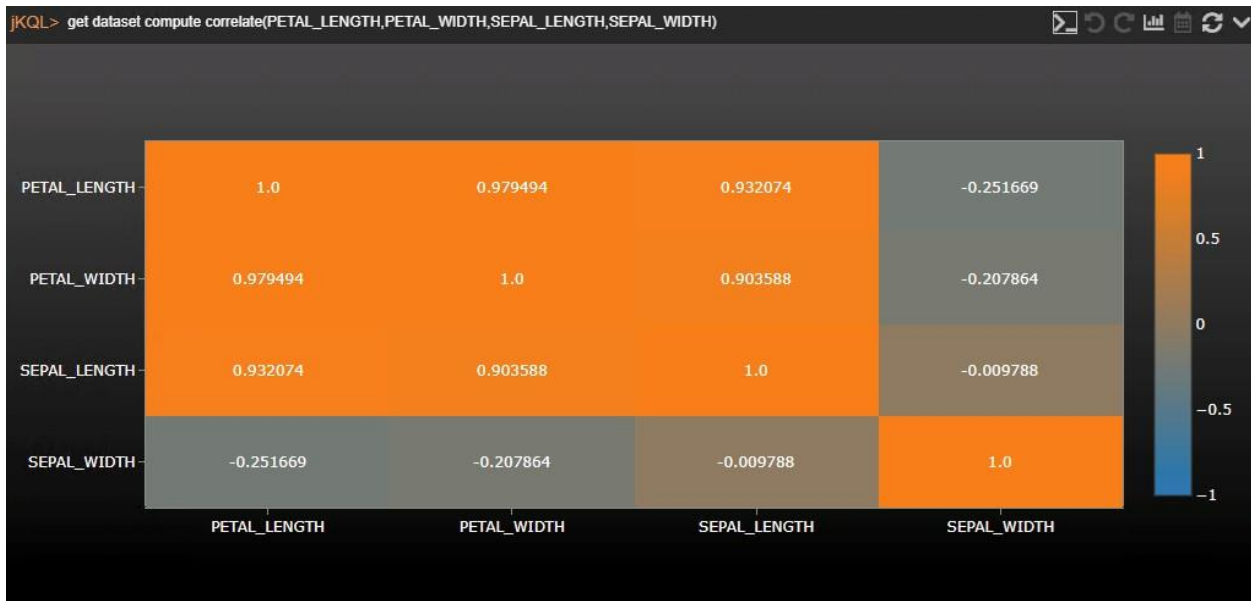 jKQL> get dataset compute correlate(PETAL_LENGTH,PETAL_WIDTH,SEPAL_LENGTH,SEPAL_WIDTH)
PETAL_LENGTH 1.0 0.979494 0.932074 -0.251669
PETAL_WIDTH 0.979494 1.0 0.903588 -0.207864
SEPAL_LENGTH 0.932074 0.903588 1.0 -0.009788
SEPAL_WIDTH -0.251669 -0.207864 -0.009788 1.0
PETAL_LENGTH PETAL_WIDTH SEPAL_LENGTH SEPAL_WIDTH
1
0.5
0
−0.5
−1